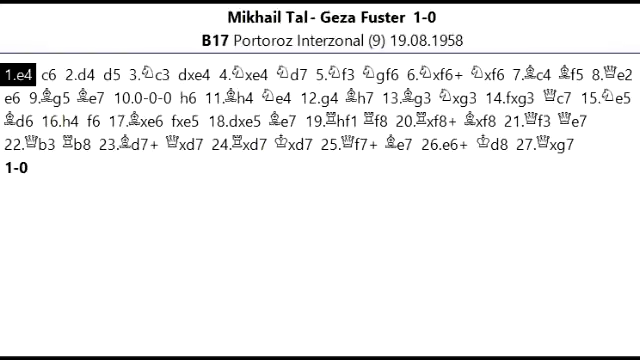 Mikhail Tal - Geza Fuster 1-0
B17 Portoroz Interzonal (9) 19.08.1958
1.e4 c6 2.d4 d5 3.♘c3 dxe4 4.♘xe4 ♘d7 5.♘f3 ♘gf6 6.♘xf6+ ♘xf6 7.♗c4 ♗f5 8.♕e2
e6 9.♗g5 ♗e7 10.0-0-0 h6 11.♗h4 ♘e4 12.g4 ♗h7 13.♗g3 ♘xg3 14.fxg3 ♕c7 15.♘e5
♗d6 16.h4 f6 17.♗xe6 fxe5 18.dxe5 ♗e7 19.♖hf1 ♖f8 20.♖xf8+ ♗xf8 21.♕f3 ♕e7
22.♕b3 ♖b8 23.♗d7+ ♕xd7 24.♖xd7 ♔xd7 25.♕f7+ ♗e7 26.e6+ ♔d8 27.♕xg7
1-0